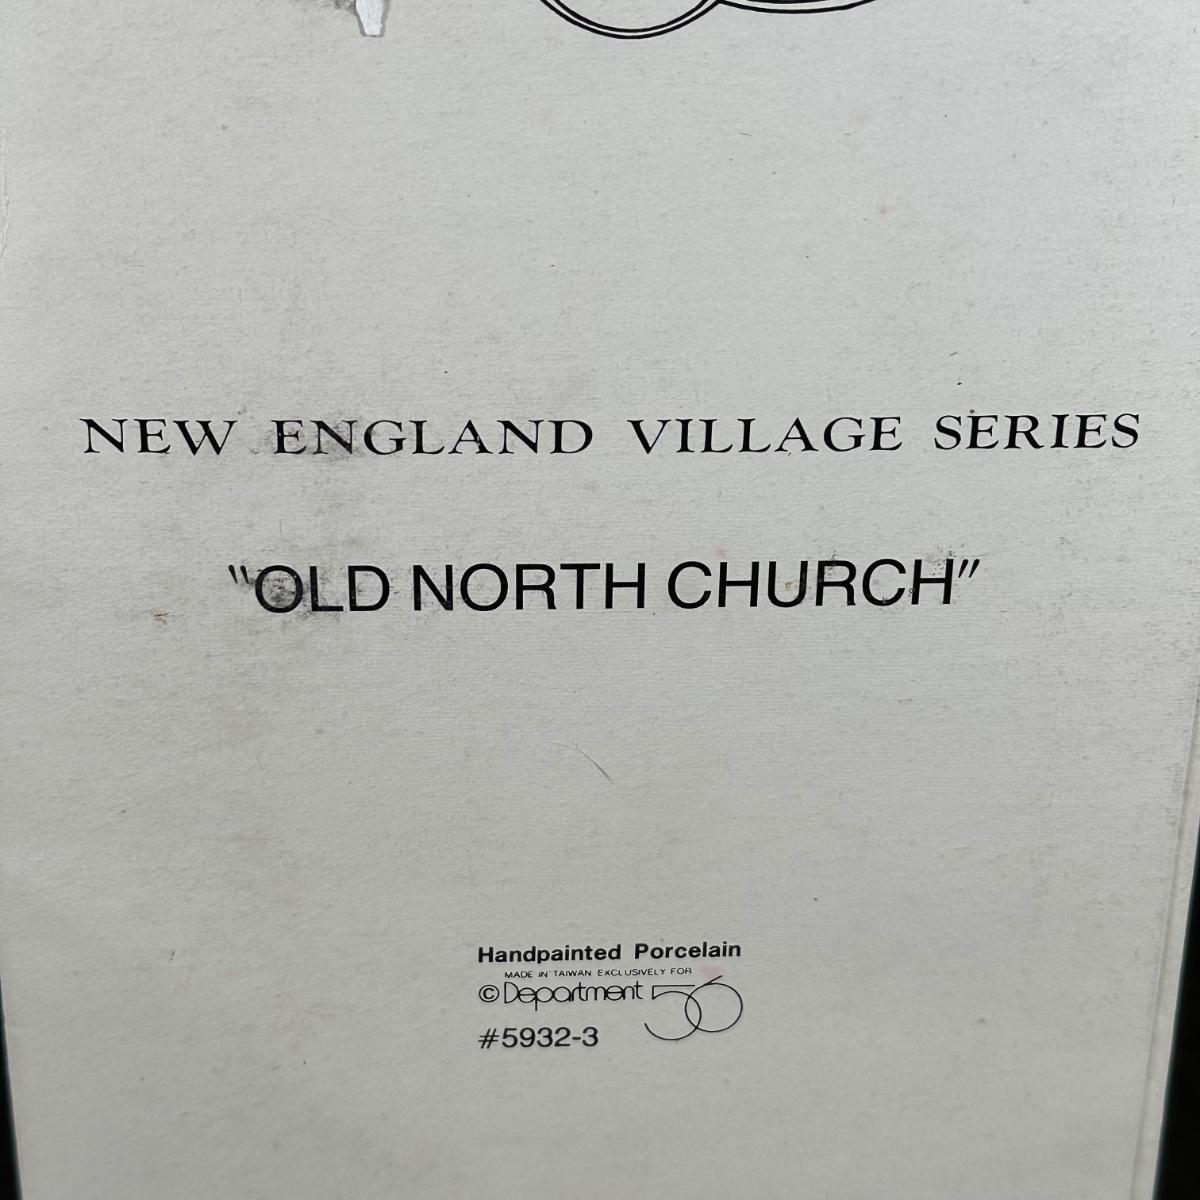 NEW ENGLAND VILLAGE SERIES
"OLD NORTH CHURCH"
Handpainted Porcelain
MADE IN TAIWAN EXCLUSIVELY FOR
©Department 56
#5932-3